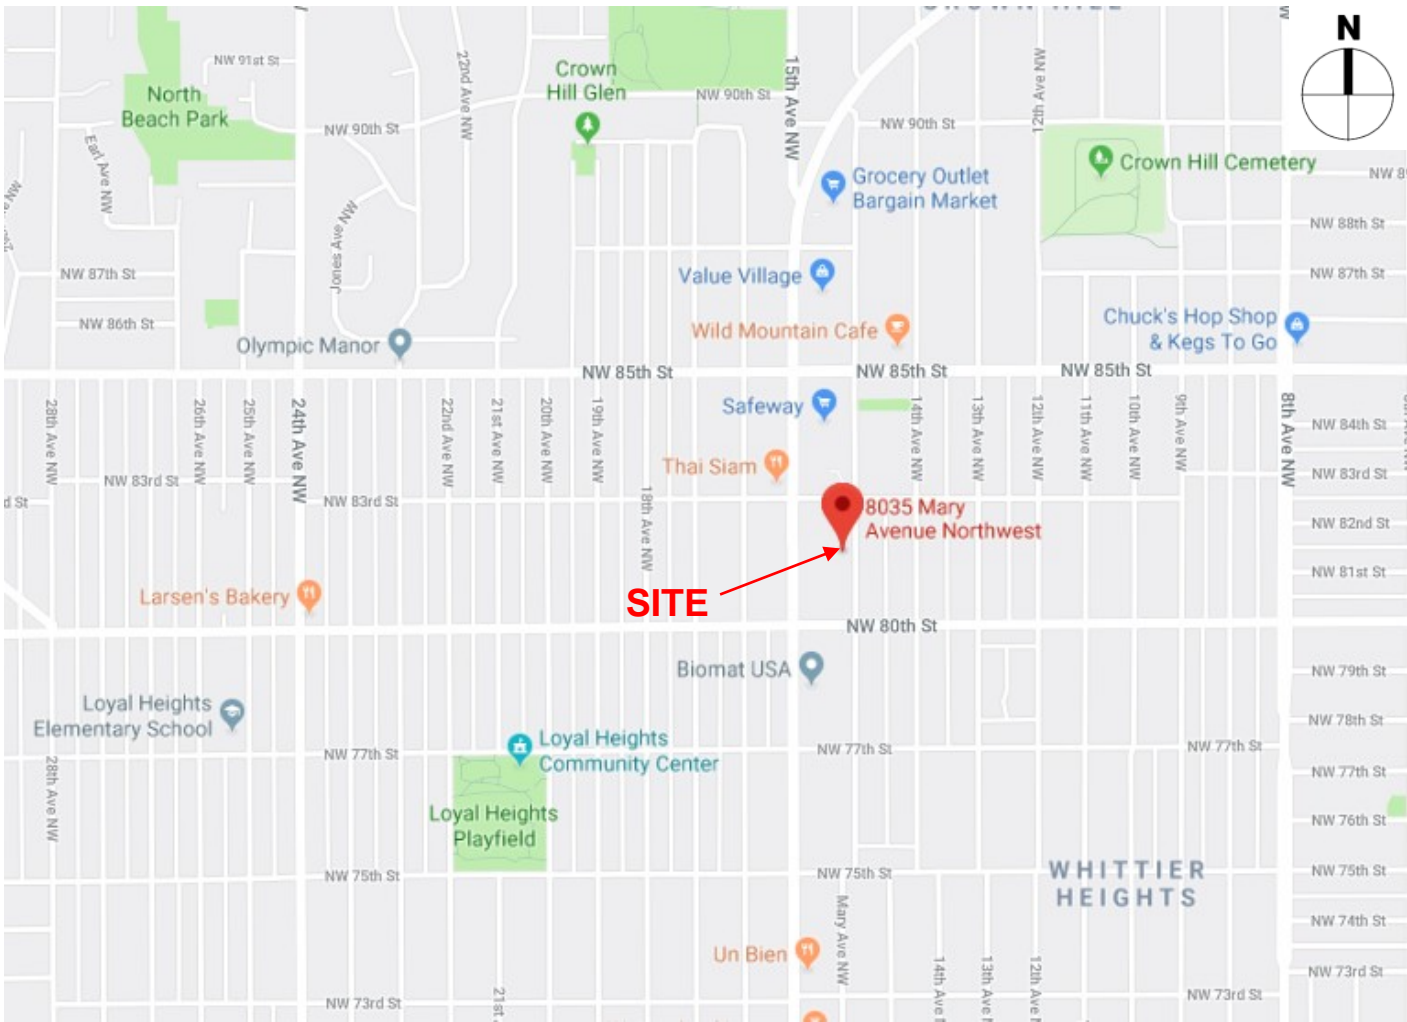 CROWN HILL
N
NW 91st St
22nd Ave NW
15th Ave NW
12th Ave NW
Crown
Hill Glen
North
Beach Park
NW 90th St
NW 90th St
NW 90th St
Earl Ave NW
Crown Hill Cemetery
Grocery Outlet
Bargain Market
NW 88th St
Jones Ave NW
NW 87th St
Value Village
NW 87th St
NW 86th St
Wild Mountain Cafe
Chuck's Hop Shop
& Kegs To Go
Olympic Manor
NW 85th St
NW 85th St
NW 85th St
28th Ave NW
26th Ave NW
25th Ave NW
24th Ave NW
22nd Ave NW
21st Ave NW
20th Ave NW
19th Ave NW
Safeway
14th Ave NW
13th Ave NW
12th Ave NW
11th Ave NW
10th Ave NW
9th Ave NW
8th Ave NW
NW 84th St
Thai Siam
NW 83rd St
NW 83rd St
d St
NW 83rd St
18th Ave NW
8035 Mary
Avenue Northwest
NW 82nd St
NW 81st St
SITE
Larsen's Bakery
NW 80th St
Biomat USA
NW 79th St
Loyal Heights
Elementary School
NW 78th St
Loyal Heights
Community Center
NW 77th St
NW 77th St
NW 77th St
NW 77th St
28th Ave NW
Loyal Heights
Playfield
NW 76th St
NW 75th St
NW 75th St
NW 75th St
WHITTIER
HEIGHTS
Mary Ave NW
NW 74th St
Un Bien
14th Ave N
13th Ave N
12th Ave N
NW 73rd St
NW 73rd St
21st
NW 73rd St